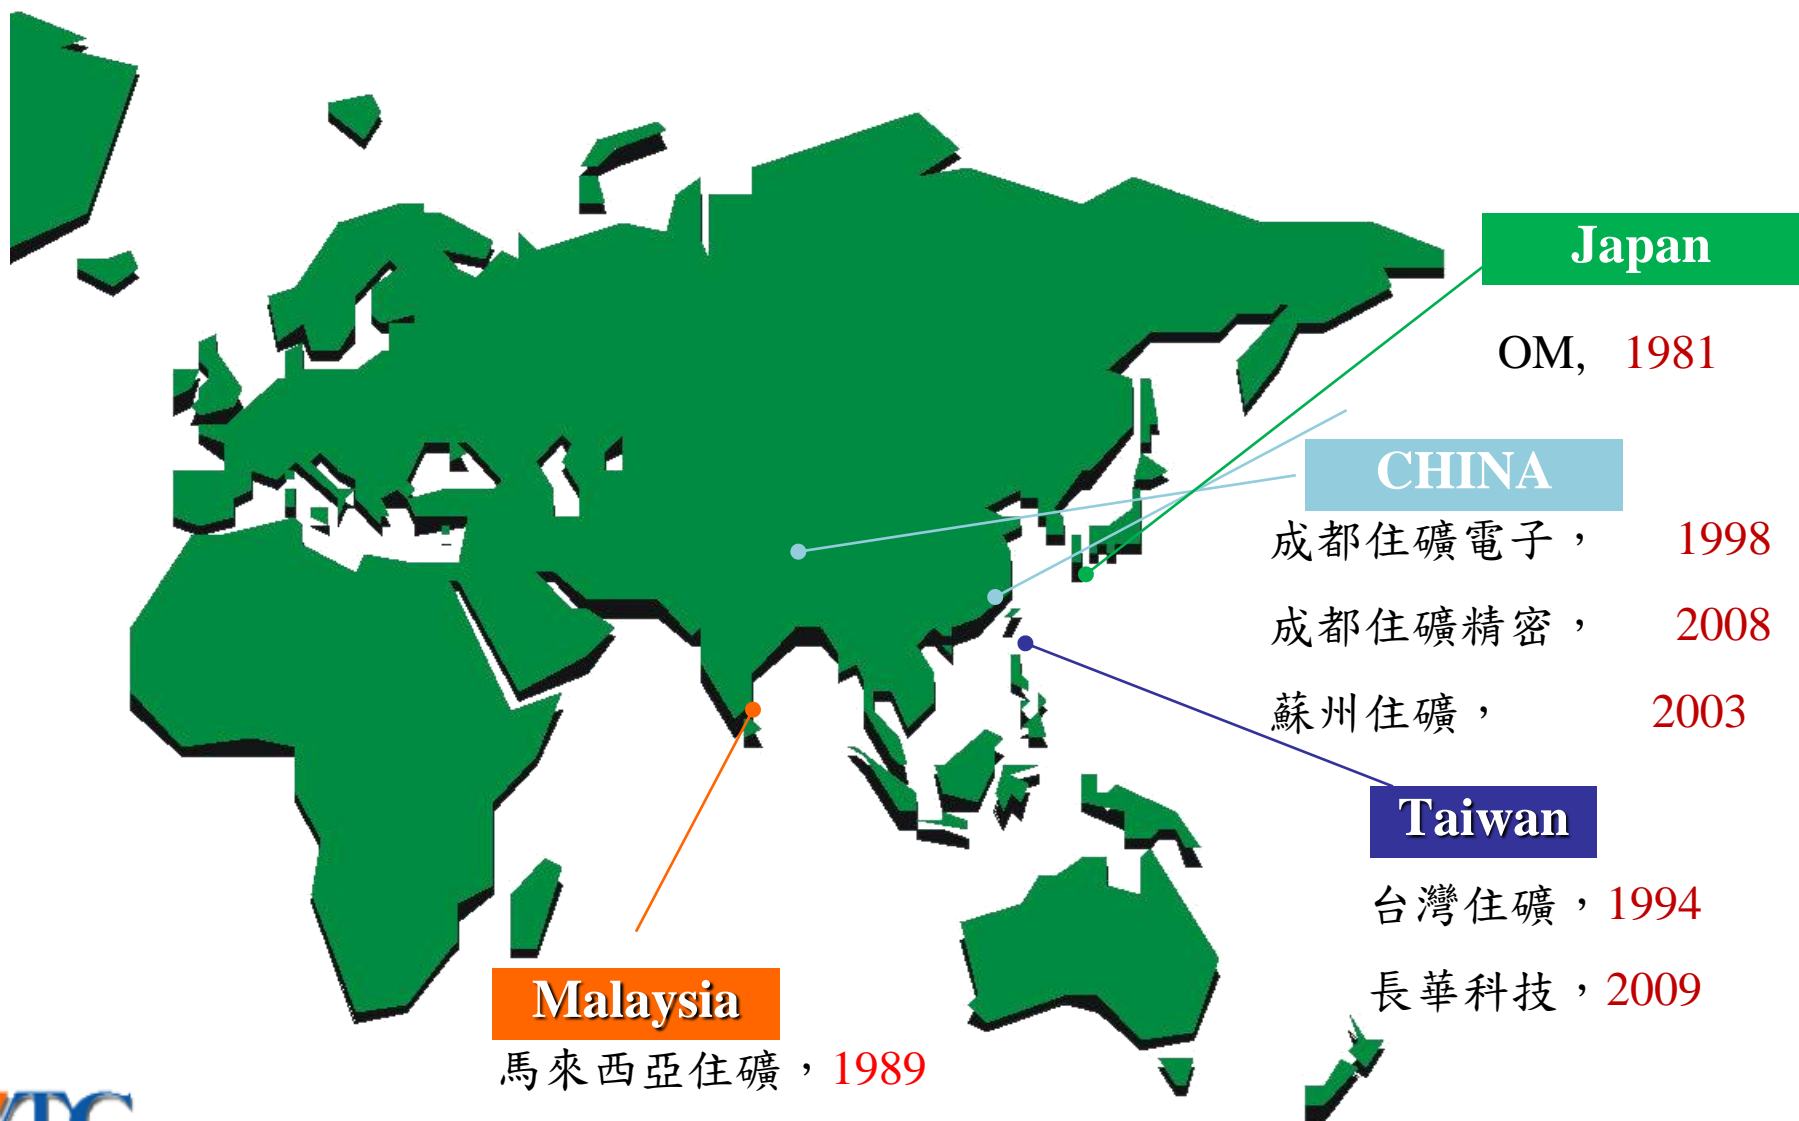 Japan
OM, 1981
CHINA
成都住礦電子， 1998
成都住礦精密， 2008
蘇州住礦， 2003
Taiwan
台灣住礦，1994
長華科技，2009
Malaysia
馬來西亞住礦，1989